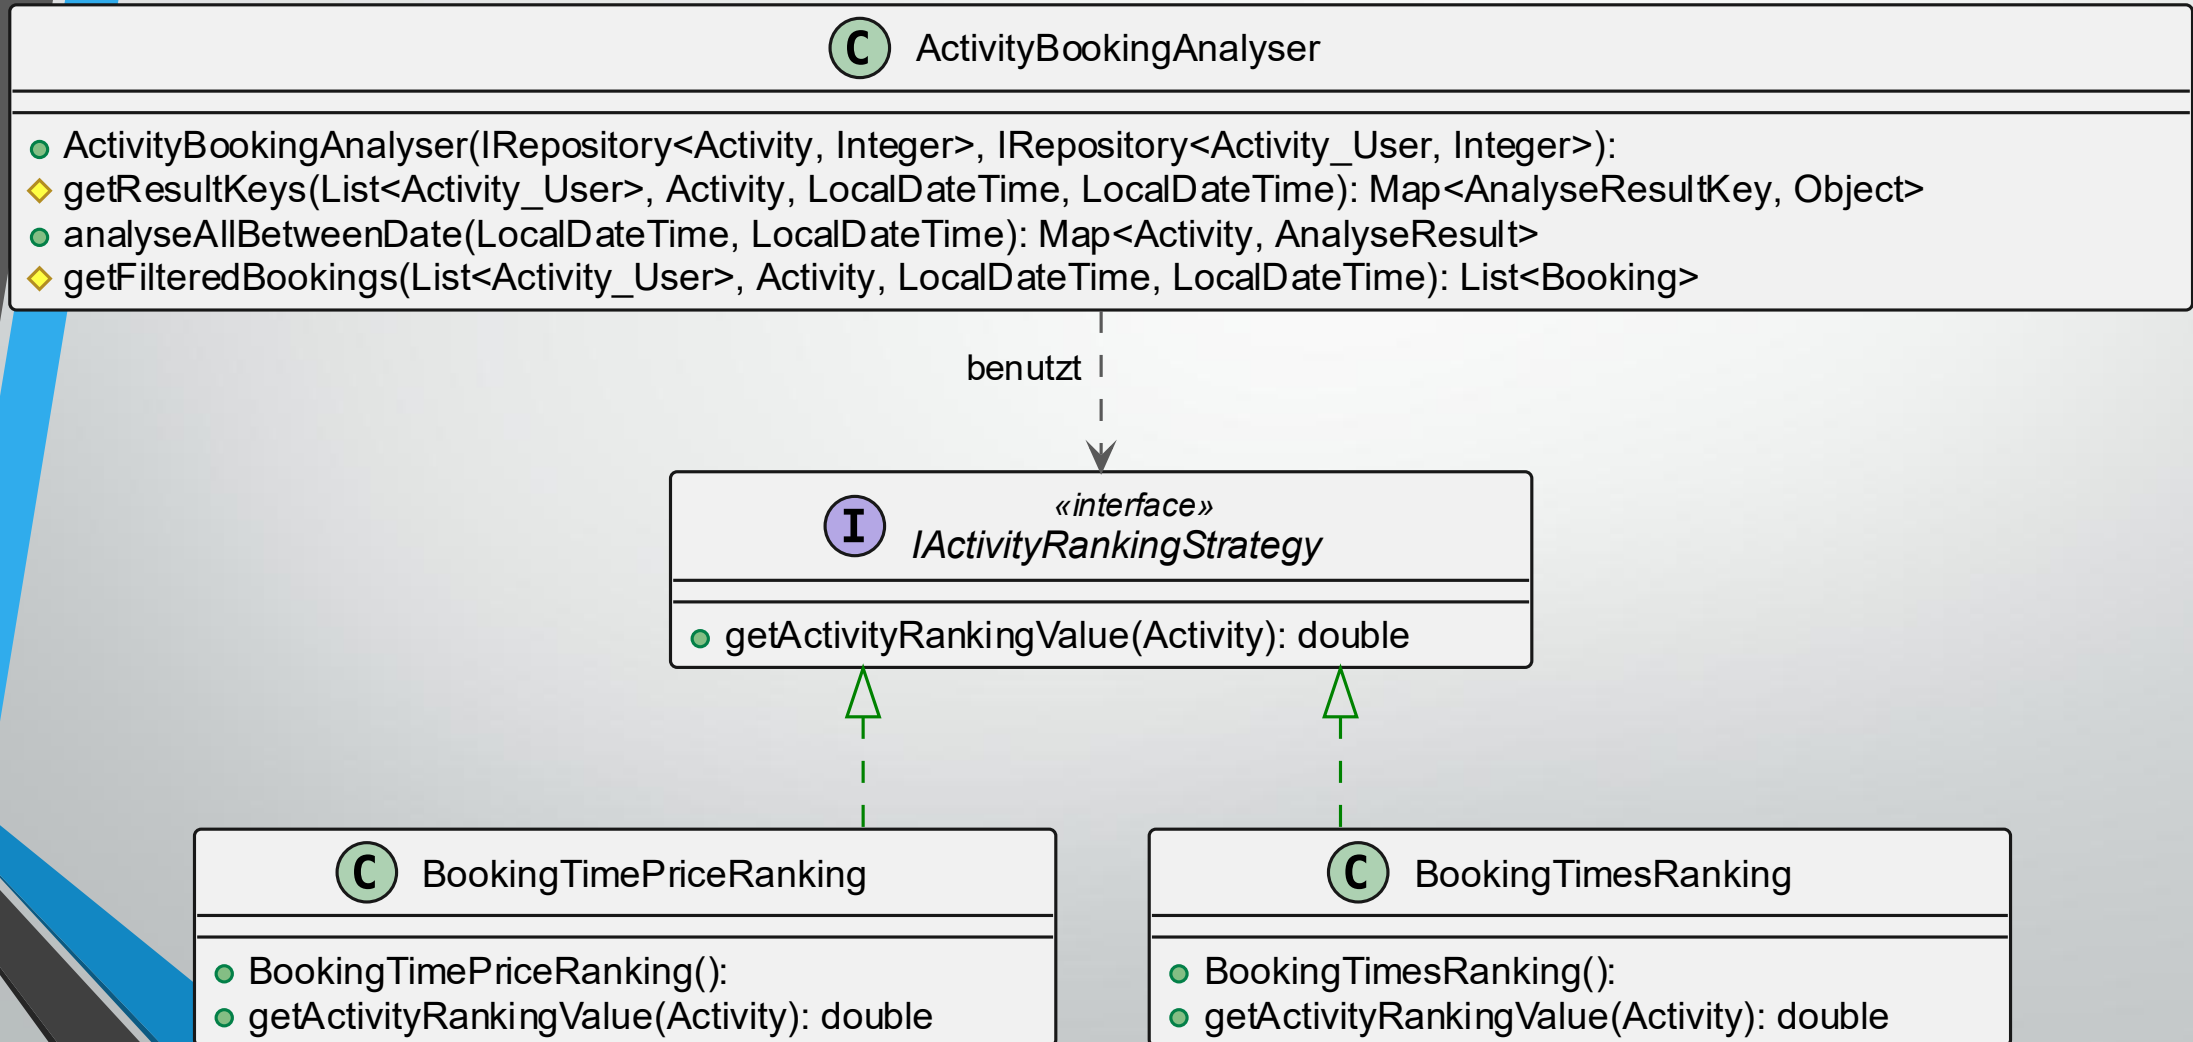 C ActivityBookingAnalyser
ActivityBookingAnalyser(IRepository<Activity, Integer>, IRepository<Activity_User, Integer>):
getResultKeys(List<Activity_User>, Activity, LocalDateTime, LocalDateTime): Map<AnalyseResultKey, Object>
analyseAllBetweenDate(LocalDateTime, LocalDateTime): Map<Activity, AnalyseResult>
getFilteredBookings(List<Activity_User>, Activity, LocalDateTime, LocalDateTime): List<Booking>
benutzt
«interface»
I IActivityRankingStrategy
getActivityRankingValue(Activity): double
C BookingTimePriceRanking
BookingTimePriceRanking():
getActivityRankingValue(Activity): double
C BookingTimesRanking
BookingTimesRanking():
getActivityRankingValue(Activity): double